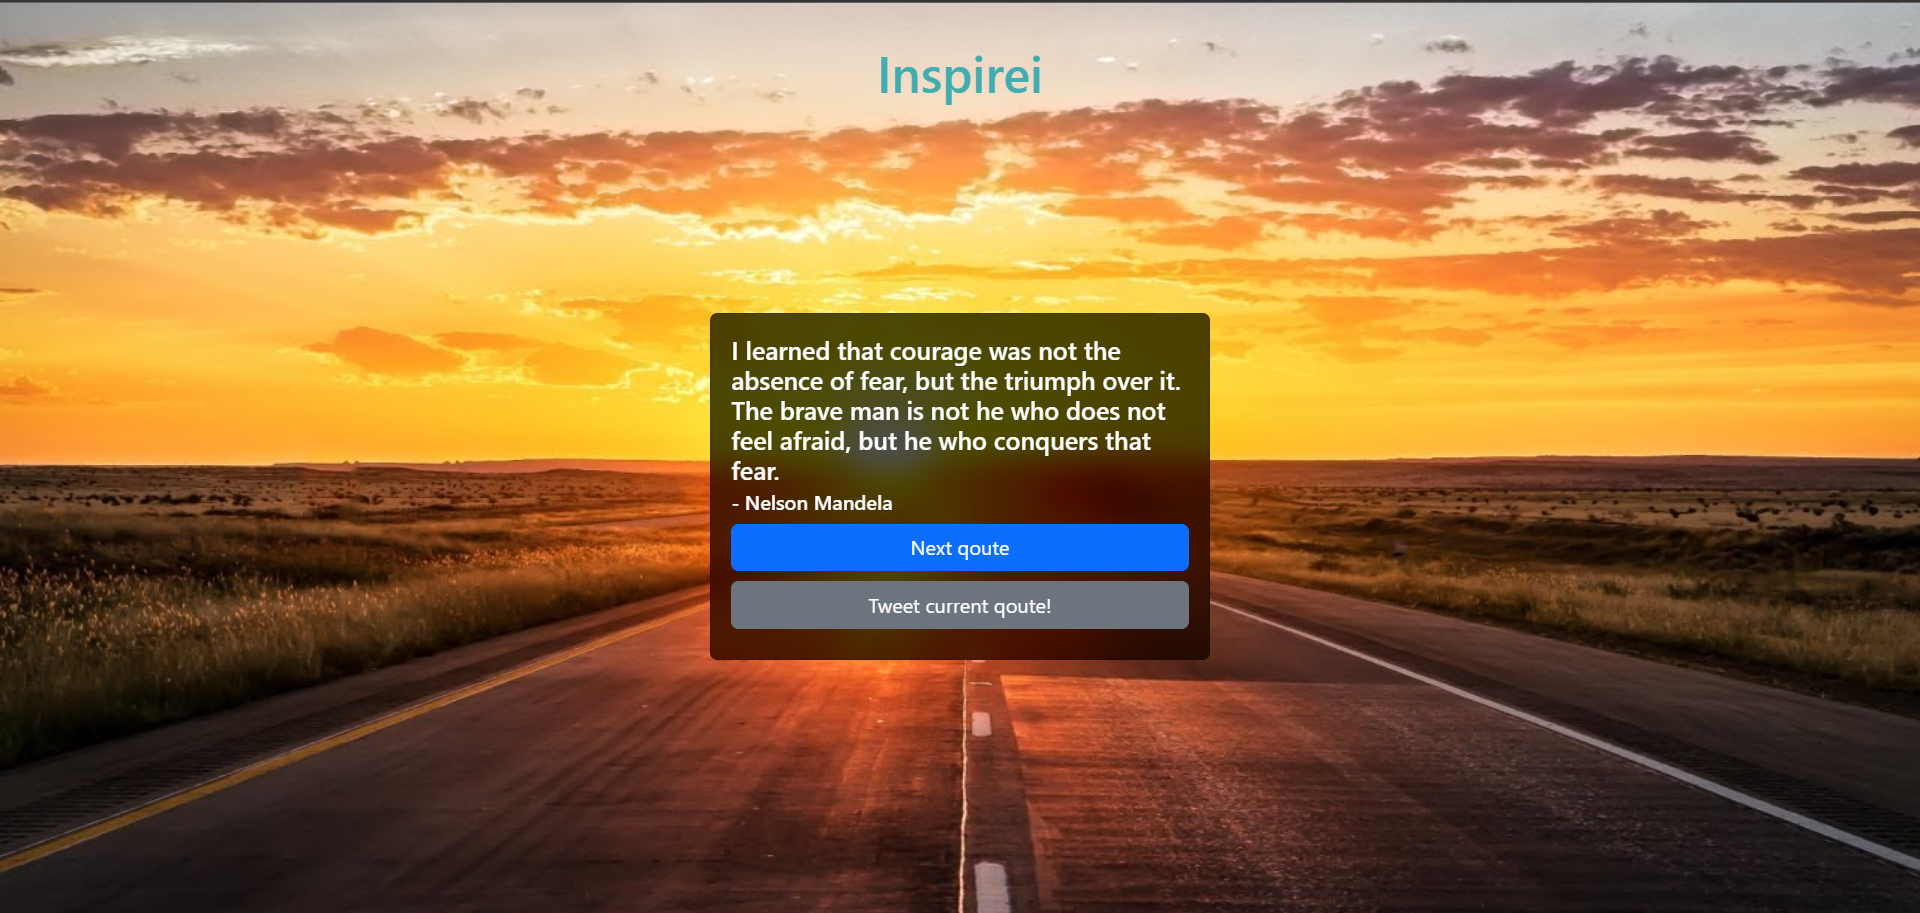 Inspirei
I learned that courage was not the
absence of fear, but the triumph over it.
The brave man is not he who does not
feel afraid, but he who conquers that
fear.
- Nelson Mandela
Next qoute
Tweet current qoute!